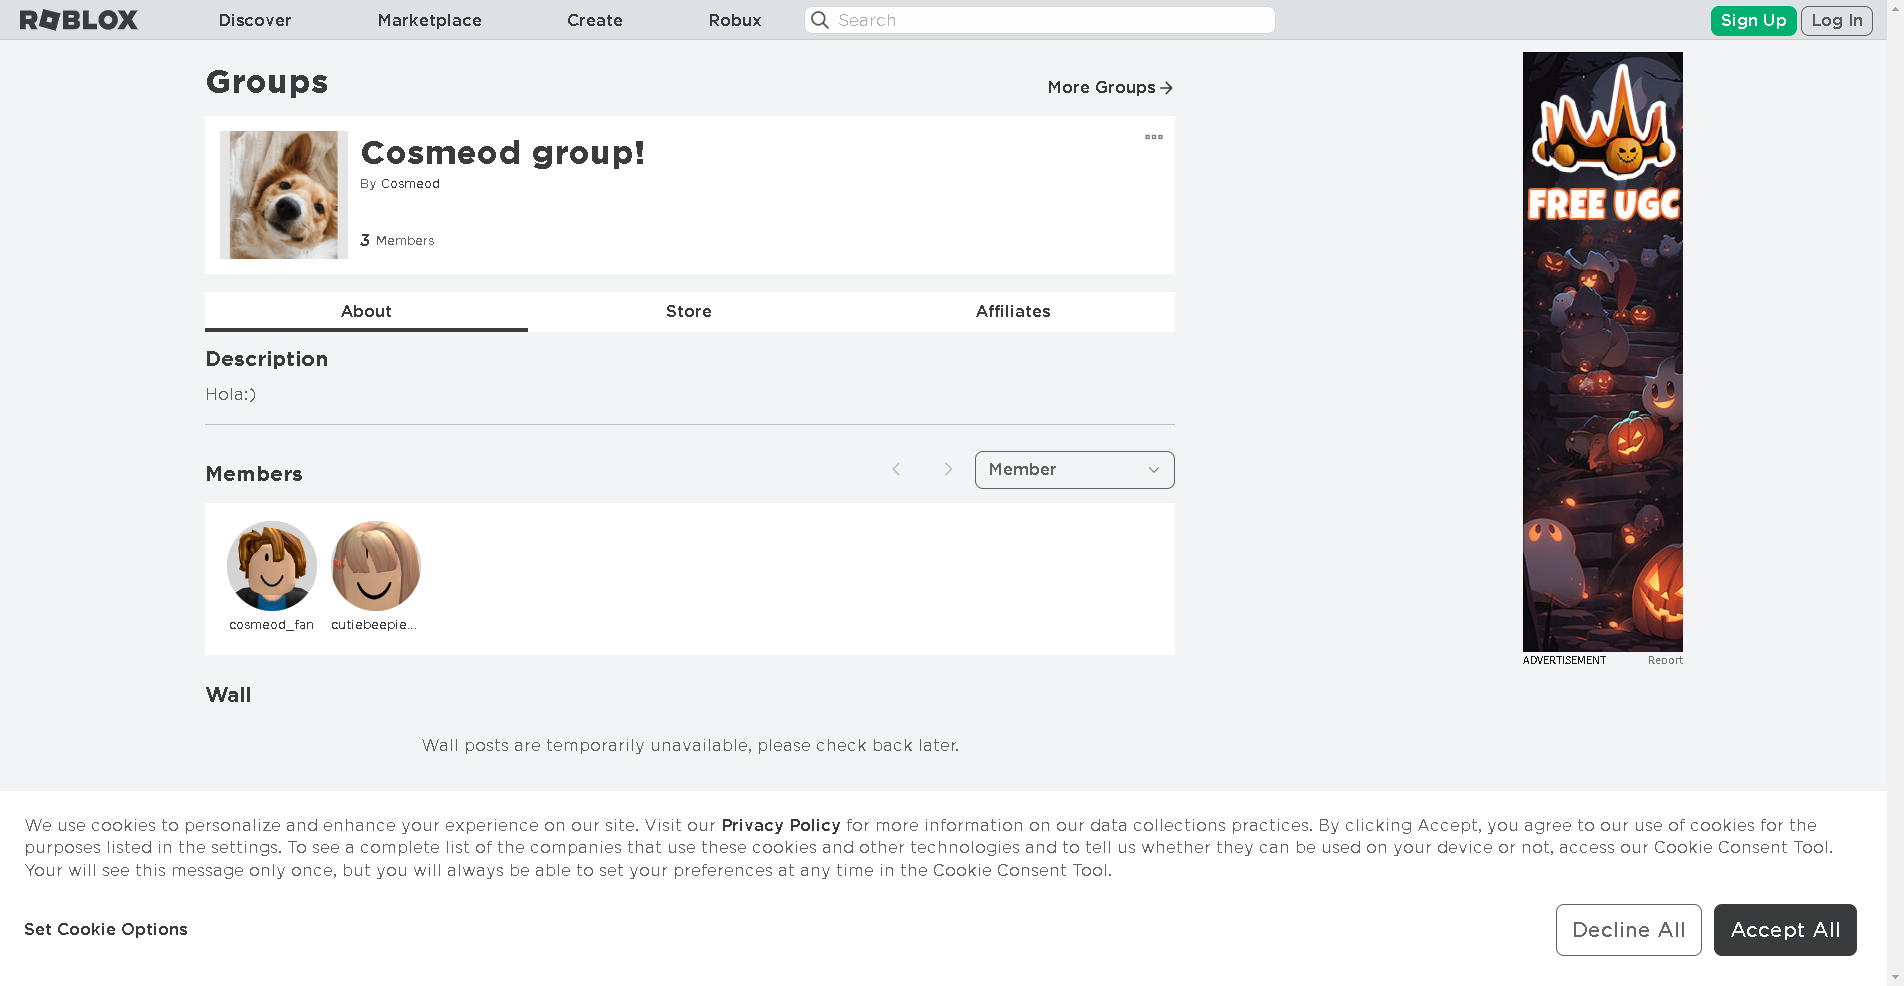 ROBLOX
Discover
Marketplace
Create
Robux
Search
Sign Up
Log In
Groups
More Groups
Cosmeod group!
By Cosmeod
3 Members
About
Store
Affiliates
Description
Hola:)
Members
Member
cosmeod_fan
cutiebeepie...
Wall
Wall posts are temporarily unavailable, please check back later.
FREE UGC
ADVERTISEMENT
Report
We use cookies to personalize and enhance your experience on our site. Visit our Privacy Policy for more information on our data collections practices. By clicking Accept, you agree to our use of cookies for the
purposes listed in the settings. To see a complete list of the companies that use these cookies and other technologies and to tell us whether they can be used on your device or not, access our Cookie Consent Tool.
Your will see this message only once, but you will always be able to set your preferences at any time in the Cookie Consent Tool.
Set Cookie Options
Decline All
Accept All